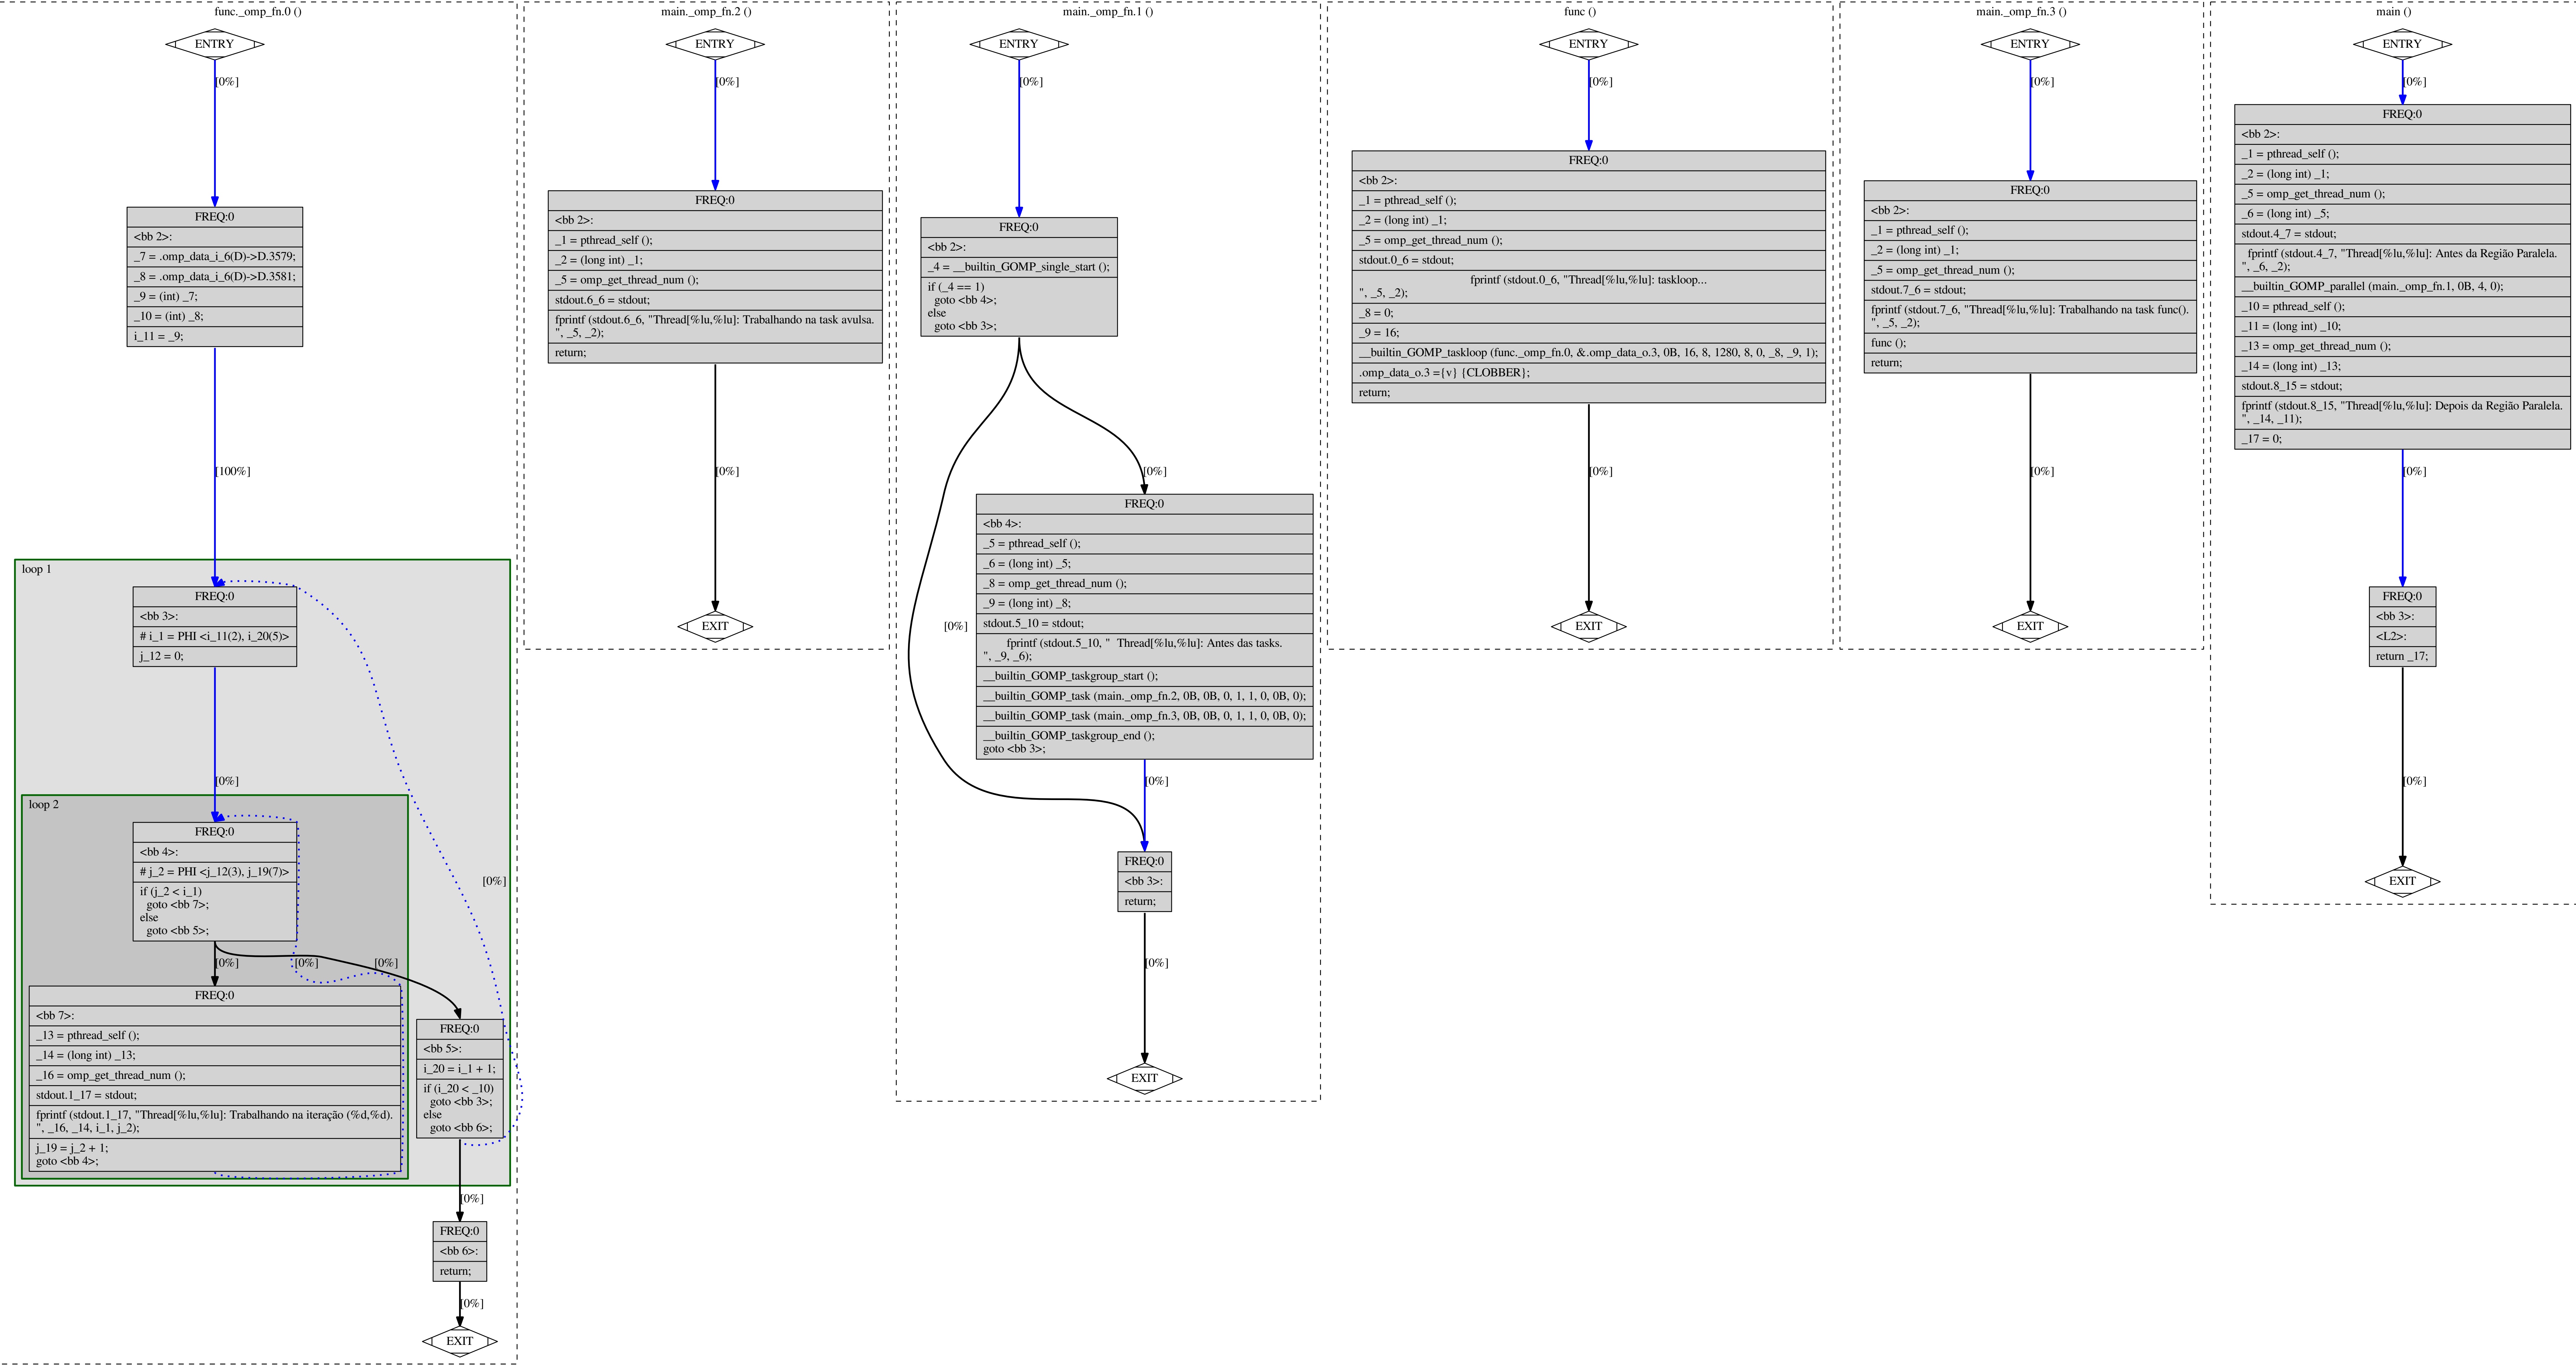 func._omp_fn.0 ()
ENTRY
[0%]
FREQ:0
<bb 2>:
_7 = .omp_data_i_6(D)->D.3579;
_8 = .omp_data_i_6(D)->D.3581;
_9 = (int) _7;
_10 = (int) _8;
i_11 = _9;
[100%]
loop 1
FREQ:0
<bb 3>:
# i_1 = PHI <i_11(2), i_20(5)>
j_12 = 0;
[0%]
loop 2
FREQ:0
<bb 4>:
# j_2 = PHI <j_12(3), j_19(7)>
if (j_2 < i_1)
goto <bb 7>;
else
goto <bb 5>;
[0%]
[0%]
[0%]
[0%]
FREQ:0
<bb 7>:
_13 = pthread_self ();
_14 = (long int) _13;
_16 = omp_get_thread_num ();
stdout.1_17 = stdout;
fprintf (stdout.1_17, "Thread[%lu,%lu]: Trabalhando na iteração (%d,%d).
", _16, _14, i_1, j_2);
j_19 = j_2 + 1;
goto <bb 4>;
FREQ:0
<bb 5>:
i_20 = i_1 + 1;
if (i_20 < _10)
goto <bb 3>;
else
goto <bb 6>;
[0%]
FREQ:0
<bb 6>:
return;
[0%]
EXIT
main._omp_fn.2 ()
ENTRY
[0%]
FREQ:0
<bb 2>:
_1 = pthread_self ();
_2 = (long int) _1;
_5 = omp_get_thread_num ();
stdout.6_6 = stdout;
fprintf (stdout.6_6, "Thread[%lu,%lu]: Trabalhando na task avulsa.
", _5, _2);
return;
[0%]
EXIT
main._omp_fn.1 ()
ENTRY
[0%]
FREQ:0
<bb 2>:
_4 = __builtin_GOMP_single_start ();
if (_4 == 1)
goto <bb 4>;
else
goto <bb 3>;
[0%]
[0%]
FREQ:0
<bb 4>:
_5 = pthread_self ();
_6 = (long int) _5;
_8 = omp_get_thread_num ();
_9 = (long int) _8;
stdout.5_10 = stdout;
fprintf (stdout.5_10, "  Thread[%lu,%lu]: Antes das tasks.
", _9, _6);
__builtin_GOMP_taskgroup_start ();
__builtin_GOMP_task (main._omp_fn.2, 0B, 0B, 0, 1, 1, 0, 0B, 0);
__builtin_GOMP_task (main._omp_fn.3, 0B, 0B, 0, 1, 1, 0, 0B, 0);
__builtin_GOMP_taskgroup_end ();
goto <bb 3>;
[0%]
FREQ:0
<bb 3>:
return;
[0%]
EXIT
func ()
ENTRY
[0%]
FREQ:0
<bb 2>:
_1 = pthread_self ();
_2 = (long int) _1;
_5 = omp_get_thread_num ();
stdout.0_6 = stdout;
fprintf (stdout.0_6, "Thread[%lu,%lu]: taskloop...
", _5, _2);
_8 = 0;
_9 = 16;
__builtin_GOMP_taskloop (func._omp_fn.0, &.omp_data_o.3, 0B, 16, 8, 1280, 8, 0, _8, _9, 1);
.omp_data_o.3 ={v} {CLOBBER};
return;
[0%]
EXIT
main._omp_fn.3 ()
ENTRY
[0%]
FREQ:0
<bb 2>:
_1 = pthread_self ();
_2 = (long int) _1;
_5 = omp_get_thread_num ();
stdout.7_6 = stdout;
fprintf (stdout.7_6, "Thread[%lu,%lu]: Trabalhando na task func().
", _5, _2);
func ();
return;
[0%]
EXIT
main ()
ENTRY
[0%]
FREQ:0
<bb 2>:
_1 = pthread_self ();
_2 = (long int) _1;
_5 = omp_get_thread_num ();
_6 = (long int) _5;
stdout.4_7 = stdout;
fprintf (stdout.4_7, "Thread[%lu,%lu]: Antes da Região Paralela.
", _6, _2);
__builtin_GOMP_parallel (main._omp_fn.1, 0B, 4, 0);
_10 = pthread_self ();
_11 = (long int) _10;
_13 = omp_get_thread_num ();
_14 = (long int) _13;
stdout.8_15 = stdout;
fprintf (stdout.8_15, "Thread[%lu,%lu]: Depois da Região Paralela.
", _14, _11);
_17 = 0;
[0%]
FREQ:0
<bb 3>:
<L2>:
return _17;
[0%]
EXIT